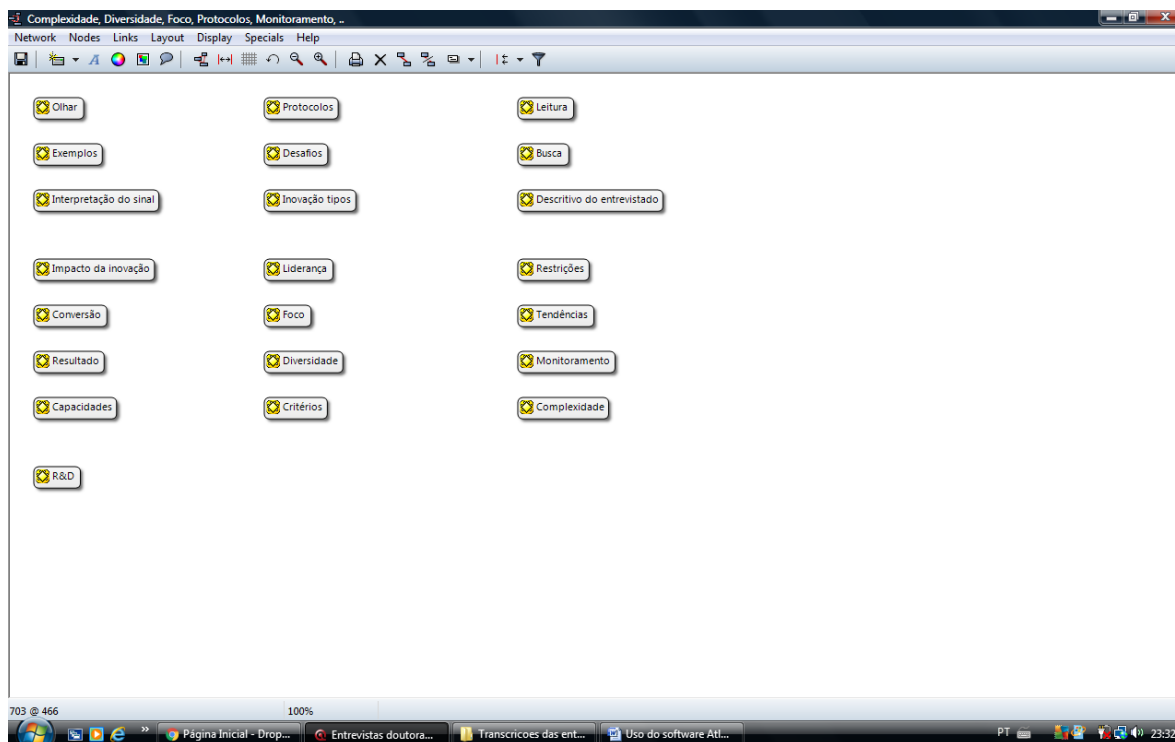 Complexidade, Diversidade, Foco, Protocolos, Monitoramento, ..
Network Nodes Links Layout Display Specials Help
Olhar Protocolos Leitura
Exemplos Desafios Busca
Interpretação do sinal Inovação tipos Descritivo do entrevistado
Impacto da inovação Liderança Restrições
Conversão Foco Tendências
Resultado Diversidade Monitoramento
Capacidades Critérios Complexidade
R&D
703 @ 466 100%
Página Inicial - Drop... Entrevistas doutora... Transcricoes das ent... Uso do software Atl... PT 23:32